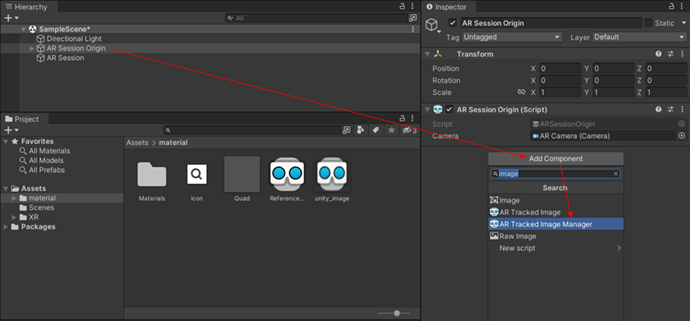 Hierarchy
All
SampleScene*
Directional Light
AR Session Origin
AR Session
Project
3
Favorites
All Materials
All Models
All Prefabs
Assets
material
Scenes
XR
Packages
Assets > material
Materials
icon
Quad
Reference...
unity_image
Inspector
AR Session Origin
Static
Tag Untagged
Layer Default
Transform
Position X 0 Y 0 Z 0
Rotation X 0 Y 0 Z 0
Scale X 1 Y 1 Z 1
AR Session Origin (Script)
Script ARSessionOrigin
Camera AR Camera (Camera)
Add Component
image
Search
Image
AR Tracked Image
AR Tracked Image Manager
Raw Image
New script